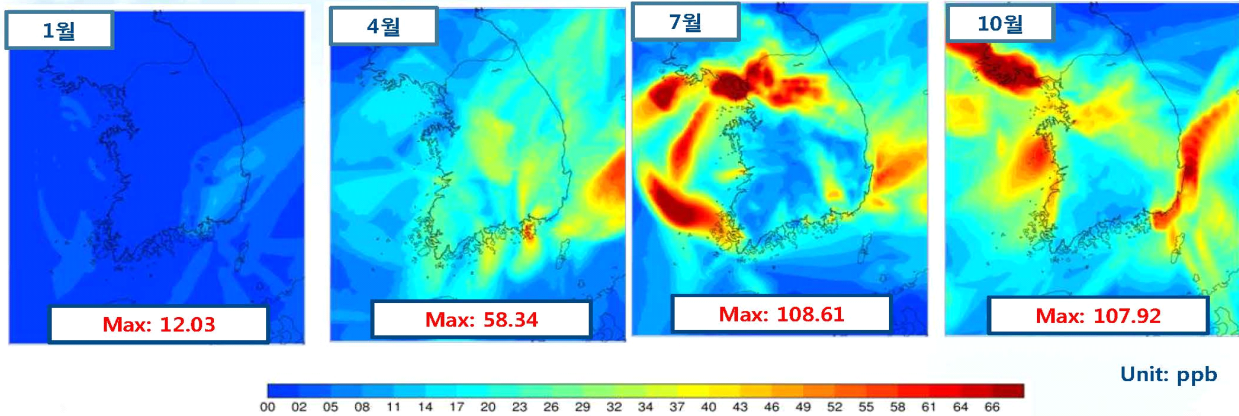 1월
4월
7월
10월
Max: 12.03
Max: 58.34
Max: 108.61
Max: 107.92
Unit: ppb
00 02 05 08 11 14 17 20 23 26 29 32 34 37 40 43 46 49 52 55 58 61 64 66